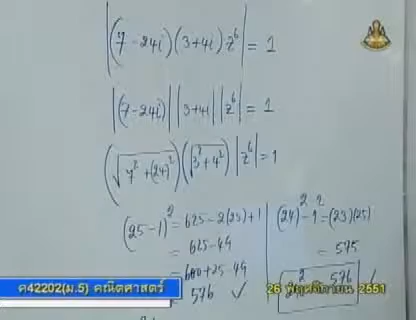 |(7-24i)(3+4i)z⁶| = 1
|(7-24i)||3+4i||z⁶| = 1
(√(7²+(24)²))(√(3²+4²))|z⁶| = 1
(25-1)² = 625-2(25)+1
= 625-49
= 600+25-49
= 576 ✓
(24)²-1² = (23)(25)
= 575
24² = 576 ✓
ค42202(ม.5) คณิตศาสตร์
26 พฤศจิกายน 2551